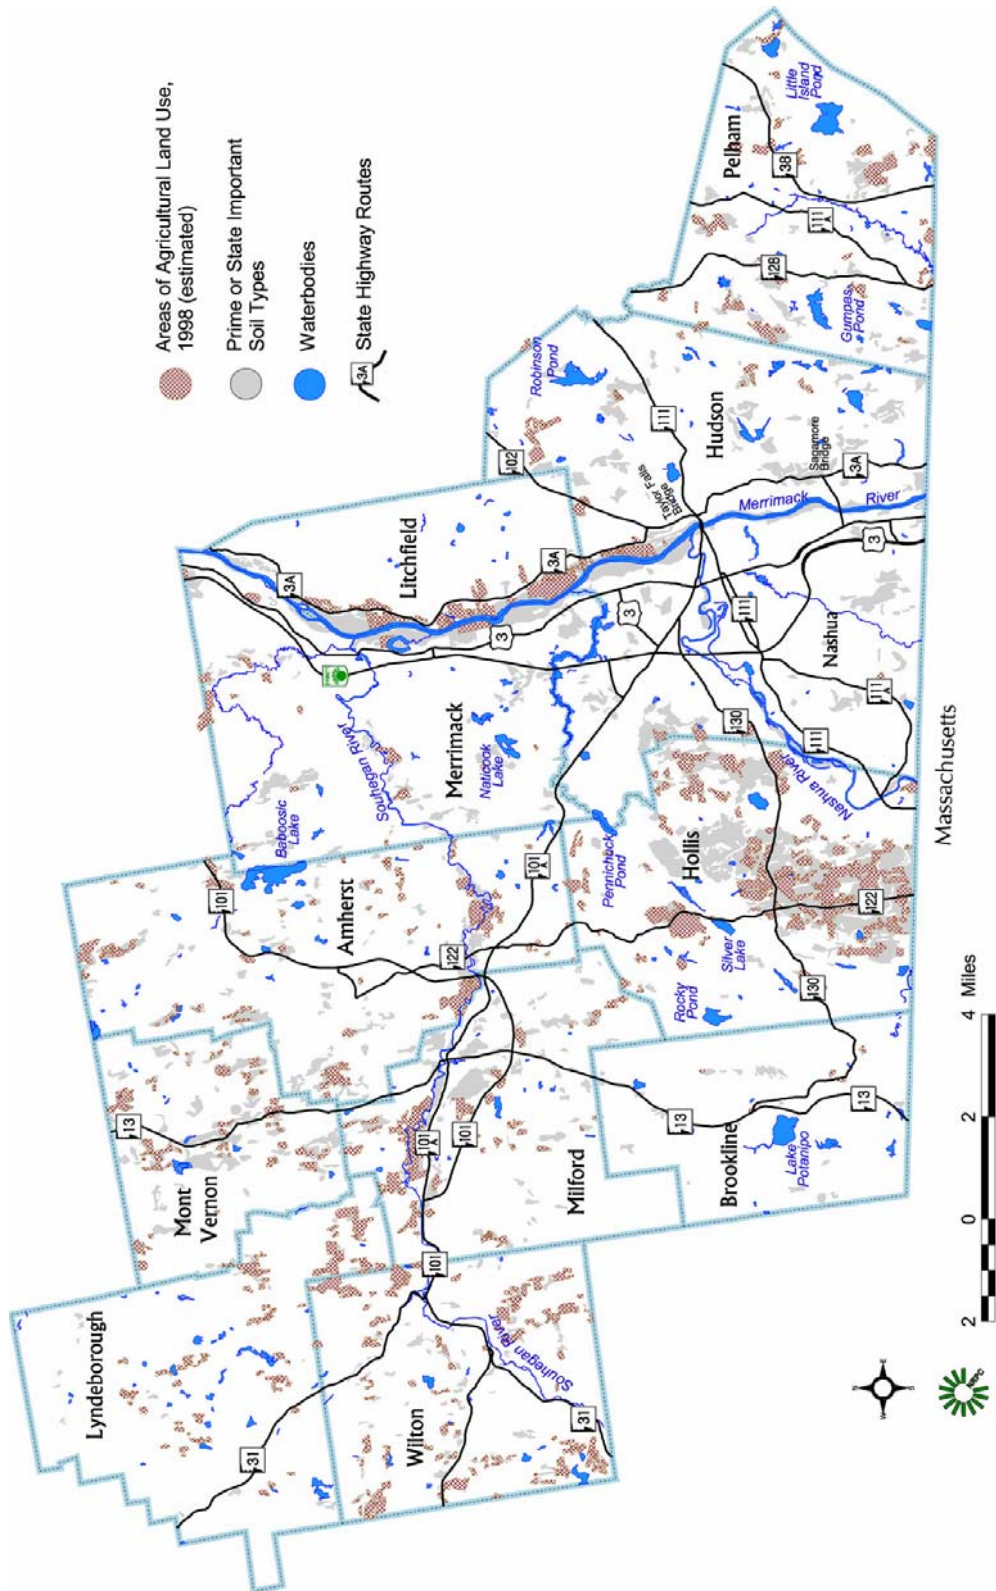 Areas of Agricultural Land Use,
1998 (estimated)
Prime or State Important
Soil Types
Waterbodies
3A
State Highway Routes
Lyndeborough
31
Wilton
31
Souhegan River
101
Mont
Vernon
13
Milford
101
A
101
13
Brookline
13
Lake
Potanipo
Amherst
101
122
101
A
Baboosic
Lake
Souhegan River
Merrimack
Naticook
Lake
3
Pennichuck
Pond
Hollis
Silver
Lake
Rocky
Pond
130
122
130
Nashua River
111
111
A
111
Nashua
3
3
Litchfield
3A
3A
102
Robinson
Pond
111
Hudson
Taylor Falls
Bridge
Sagamore
Bridge
3A
Merrimack
River
Pelham
38
111
A
128
Little
Island
Pond
Gumpas
Pond
Massachusetts
2
0
2
4
Miles
N
E
S
W
NRPC